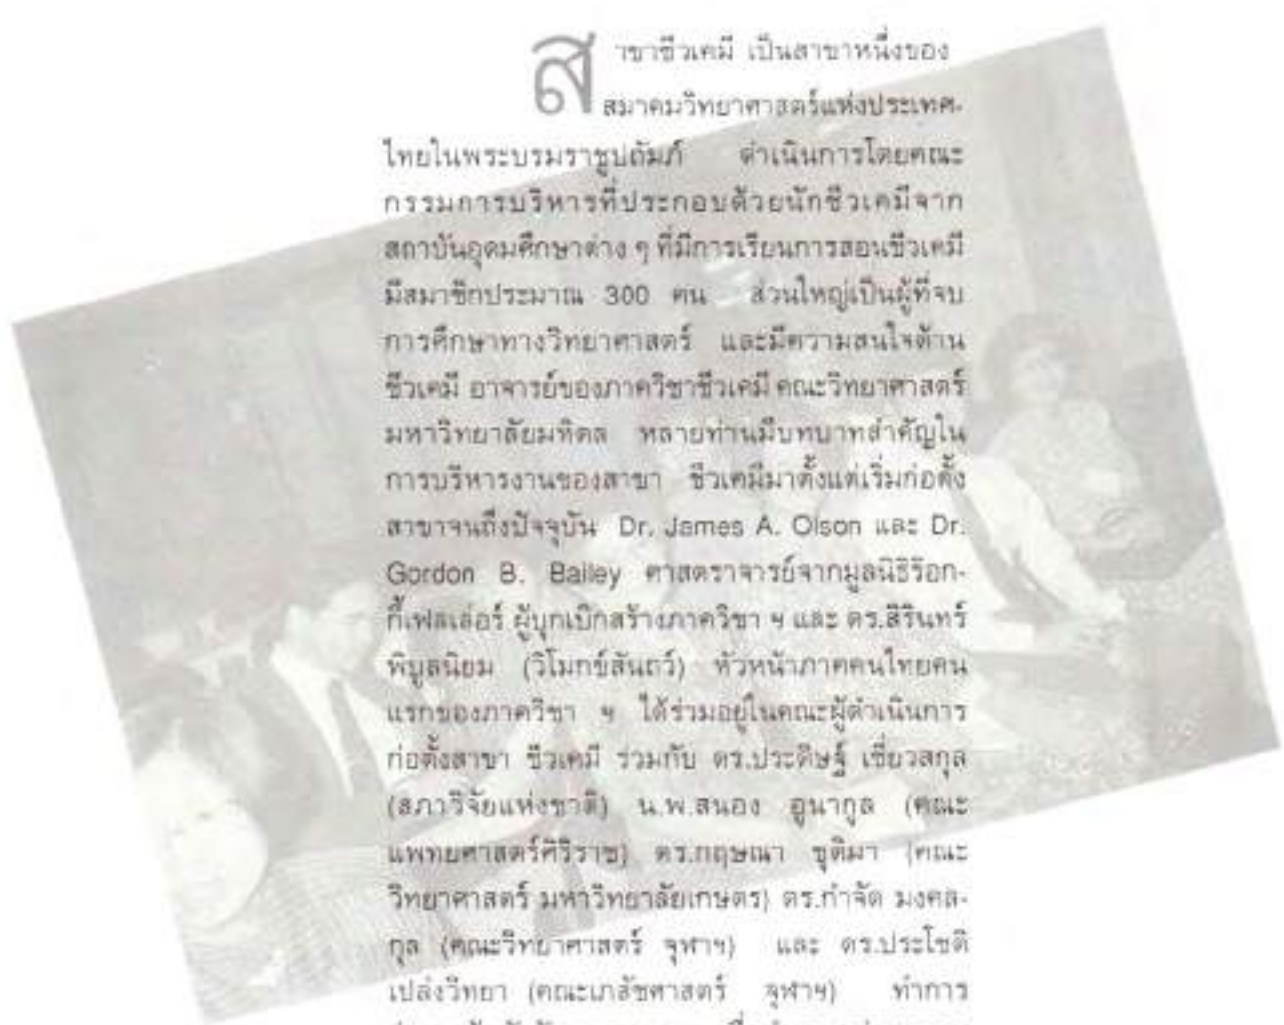 สาขาชีวเคมี เป็นสาขาหนึ่งของ
สมาคมวิทยาศาสตร์แห่งประเทศ-
ไทยในพระบรมราชูปถัมภ์ ดำเนินการโดยคณะ
กรรมการบริหารที่ประกอบด้วยนักชีวเคมีจาก
สถาบันอุดมศึกษาต่าง ๆ ที่มีการเรียนการสอนชีวเคมี
มีสมาชิกประมาณ 300 คน ส่วนใหญ่เป็นผู้ที่จบ
การศึกษาทางวิทยาศาสตร์ และมีความสนใจด้าน
ชีวเคมี อาจารย์ของภาควิชาชีวเคมี คณะวิทยาศาสตร์
มหาวิทยาลัยมหิดล หลายท่านมีบทบาทสำคัญใน
การบริหารงานของสาขา ชีวเคมีมาตั้งแต่เริ่มก่อตั้ง
สาขาจนถึงปัจจุบัน Dr. James A. Olson และ Dr.
Gordon B. Bailey ศาสตราจารย์จากมูลนิธิร็อก-
กี้เฟลเล่อร์ ผู้บุกเบิกสร้างภาควิชา ฯ และ ดร.สิรินทร์
พิบูลนิยม (วิโมกข์สันถว์) หัวหน้าภาคคนไทยคน
แรกของภาควิชา ฯ ได้ร่วมอยู่ในคณะผู้ดำเนินการ
ก่อตั้งสาขา ชีวเคมี ร่วมกับ ดร.ประดิษฐ์ เชี่ยวสกุล
(สภาวิจัยแห่งชาติ) น.พ.สนอง อูนากูล (คณะ
แพทยศาสตร์ศิริราช) ดร.กฤษณา ชุติมา (คณะ
วิทยาศาสตร์ มหาวิทยาลัยเกษตร) ดร.กำจัด มงคล-
กุล (คณะวิทยาศาสตร์ จุฬาฯ) และ ดร.ประโชติ
เปล่งวิทยา (คณะเภสัชศาสตร์ จุฬาฯ) ทำการ